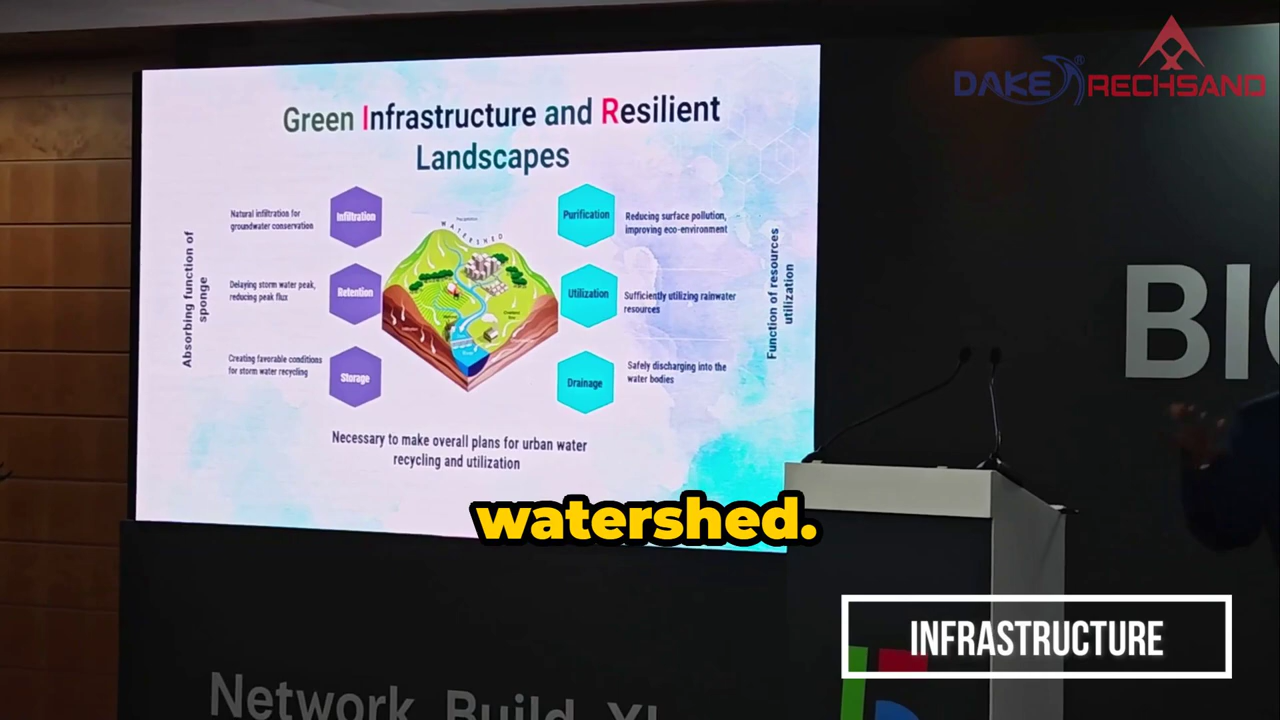 DAKE® RECHSAND
Green Infrastructure and Resilient
Landscapes
Absorbing function of
sponge
Natural infiltration for
groundwater conservation
Infiltration
Delaying storm water peak,
reducing peak flux
Retention
Creating favorable conditions
for storm water recycling
Storage
Precipitation
WATERSHED
Purification
Reducing surface pollution,
improving eco-environment
Utilization
Sufficiently utilizing rainwater
resources
Drainage
Safely discharging into the
water bodies
Function of resources
utilization
Necessary to make overall plans for urban water
recycling and utilization
BI
watershed.
INFRASTRUCTURE
Network. Build.